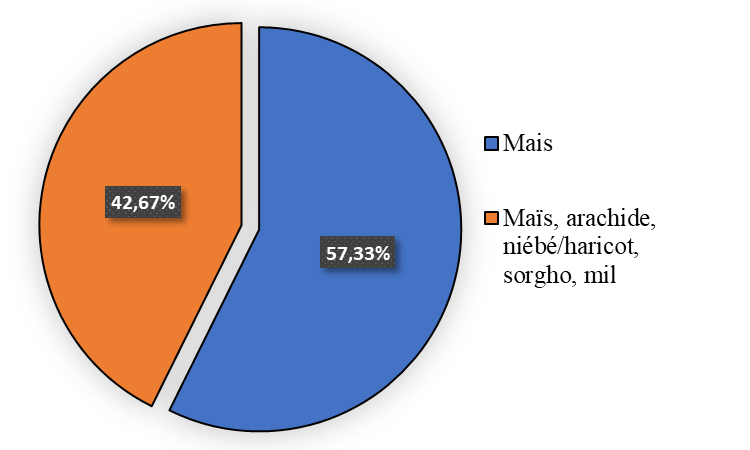 42,67%
57,33%
Mais
Maïs, arachide,
niébé/haricot,
sorgho, mil